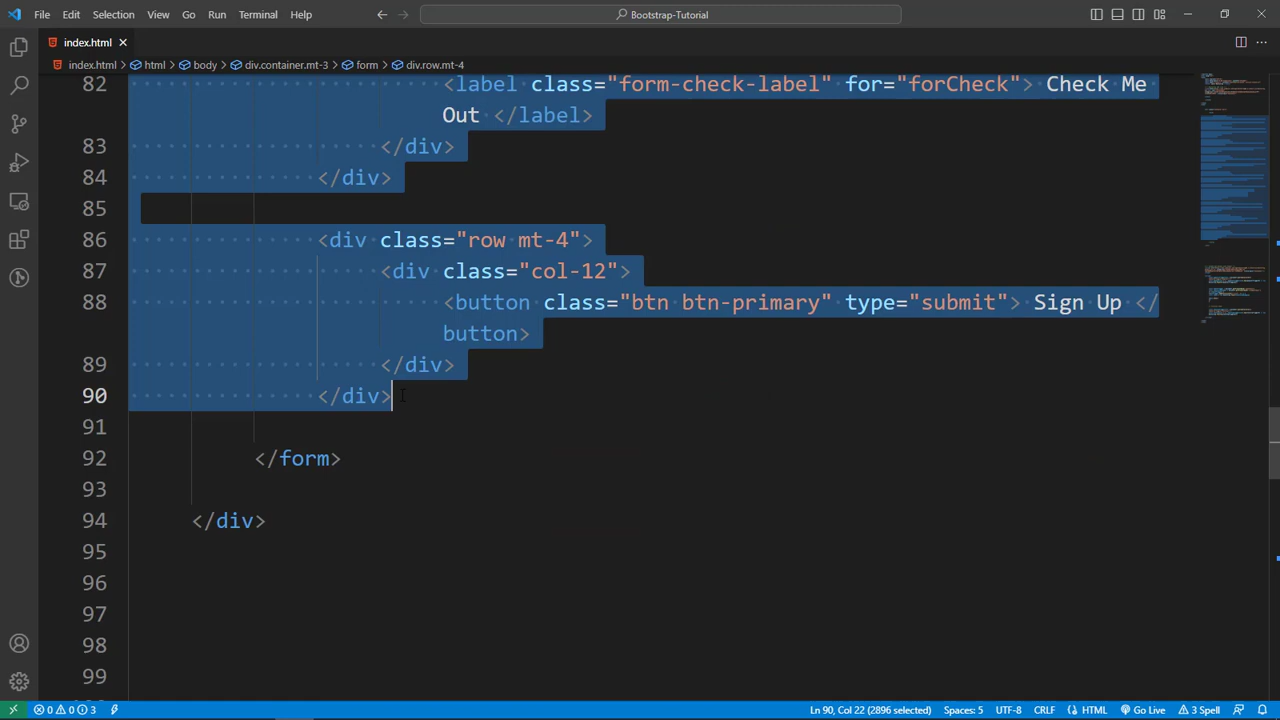 File Edit Selection View Go Run Terminal Help
Bootstrap-Tutorial
index.html
index.html > html > body > div.container.mt-3 > form > div.row.mt-4
82 <label class="form-check-label" for="forCheck"> Check Me
Out </label>
83 </div>
84 </div>
85
86 <div class="row mt-4">
87 <div class="col-12">
88 <button class="btn btn-primary" type="submit"> Sign Up </
button>
89 </div>
90 </div>
91
92 </form>
93
94 </div>
95
96
97
98
99
0 0 3 Ln 90, Col 22 (2896 selected) Spaces: 5 UTF-8 CRLF HTML Go Live 3 Spell